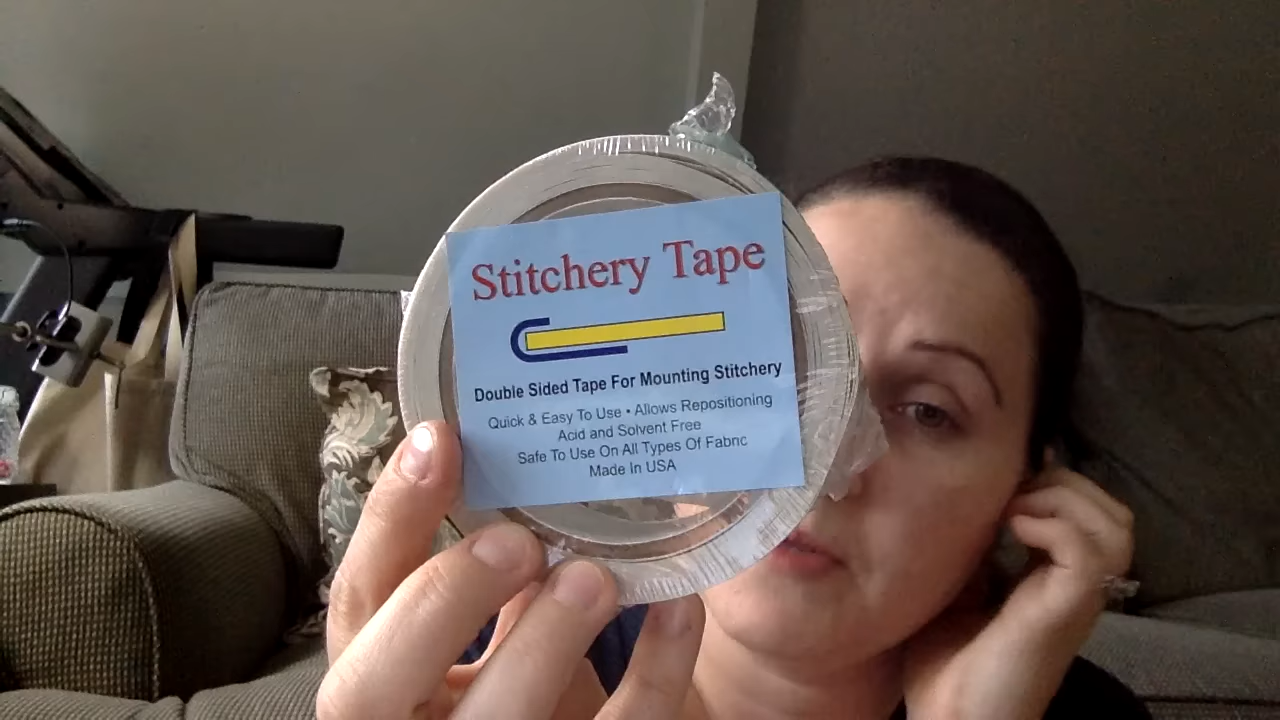 Stitchery Tape
Double Sided Tape For Mounting Stitchery
Quick & Easy To Use • Allows Repositioning
Acid and Solvent Free
Safe To Use On All Types Of Fabric
Made In USA